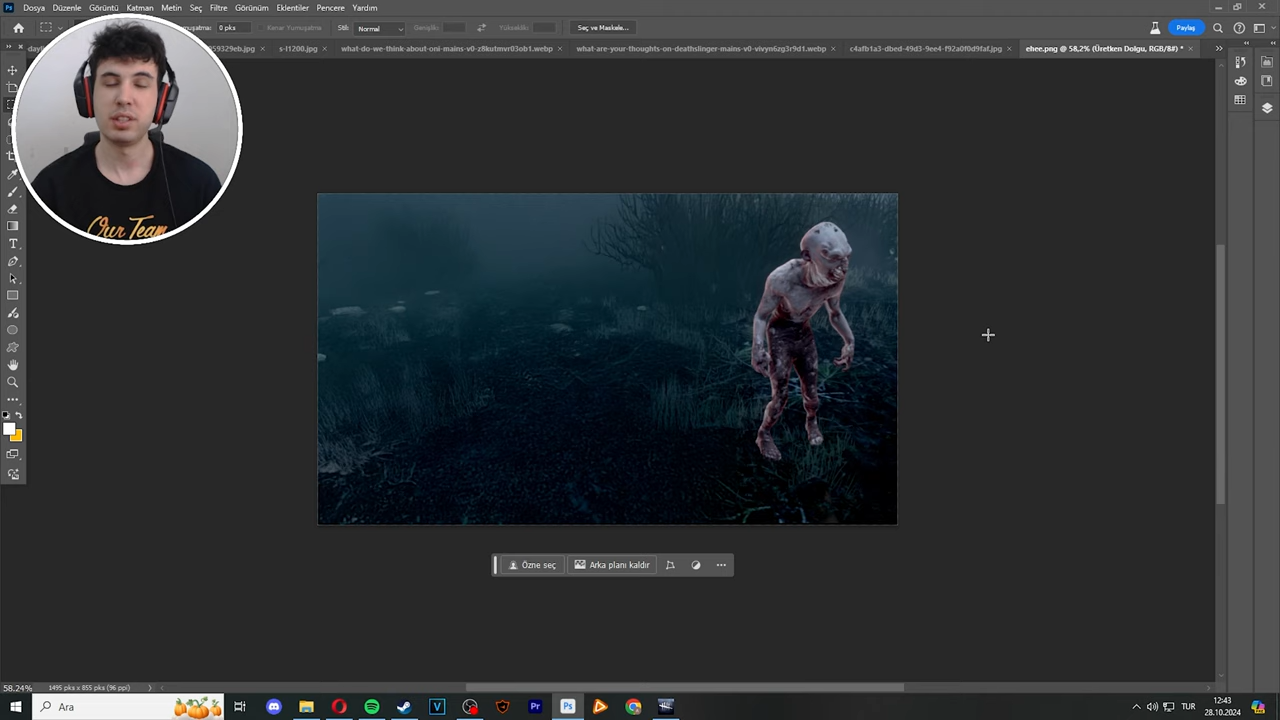 Dosya Düzenle Görüntü Katman Metin Seç Filtre Görünüm Eklentiler Pencere Yardım
0 pks Kenar Yumuşatma Stil: Normal Genişlik: Yükseklik: Seç ve Maskele... Paylaş
959329eb.jpg × s-l1200.jpg × what-do-we-think-about-oni-mains-v0-z8kutmvr03ob1.webp × what-are-your-thoughts-on-deathslinger-mains-v0-vivyn6zg3r9d1.webp × c4afb1a3-dbed-49d3-9ee4-f92a0f0d9faf.jpg × ehee.png @ 58,2% (Üretken Dolgu, RGB/8#) * ×
Our Team
Özne seç Arka planı kaldır
58.24% 1495 pks x 855 pks (96 ppi)
Ara
TUR
12:43
28.10.2024